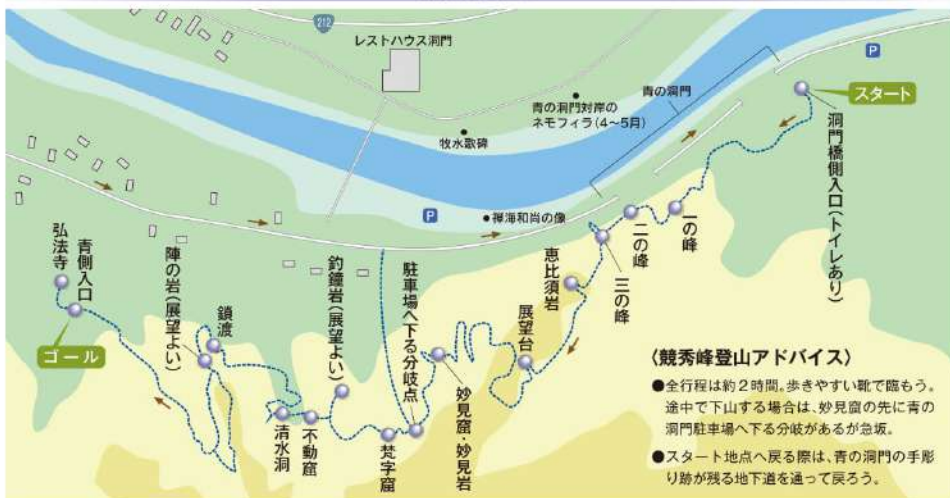 212
レストハウス洞門
P
スタート
青の洞門
青の洞門対岸の
ネモフィラ(4〜5月)
牧水歌碑
洞門橋側入口(トイレあり)
P
●禅海和尚の像
一の峰
二の峰
三の峰
恵比須岩
展望台
妙見窟・妙見岩
駐車場へ下る分岐点
梵字窟
釣鐘岩(展望よい)
不動窟
清水洞
鎖渡
陣の岩(展望よい)
青側入口
弘法寺
ゴール
〈競秀峰登山アドバイス〉
●全行程は約2時間。歩きやすい靴で臨もう。
途中で下山する場合は、妙見窟の先に青の
洞門駐車場へ下る分岐があるが急坂。
●スタート地点へ戻る際は、青の洞門の手彫
り跡が残る地下道を通って戻ろう。